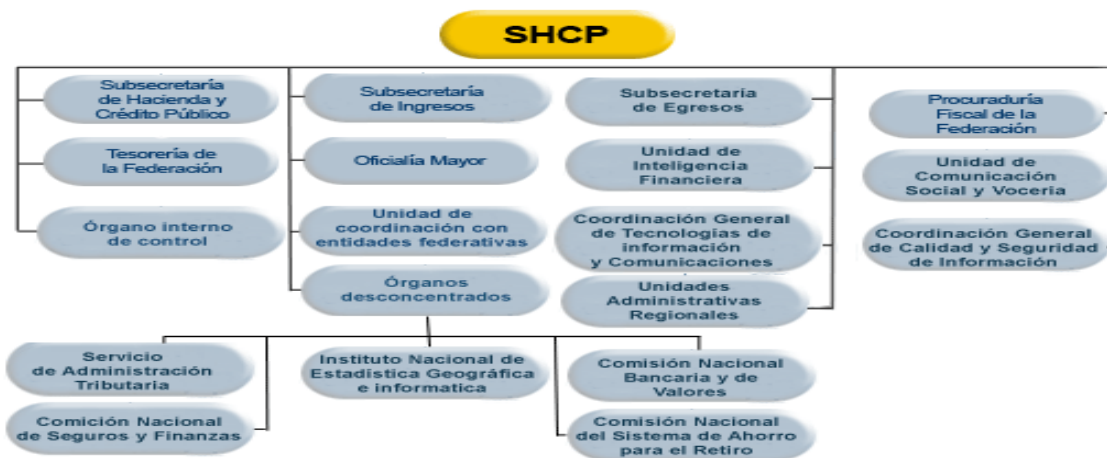 SHCP
Subsecretaría
de Hacienda y
Crédito Público
Subsecretaría
de Ingresos
Subsecretaria
de Egresos
Procuraduría
Fiscal de la
Federación
Tesorería de
la Federación
Oficialía Mayor
Unidad de
Inteligencia
Financiera
Unidad de
Comunicación
Social y Voceria
Órgano interno
de control
Unidad de
coordinación con
entidades federativas
Coordinación General
de Tecnologías de
información
y Comunicaciones
Coordinación General
de Calidad y Seguridad
de Información
Órganos
desconcentrados
Unidades
Administrativas
Regionales
Servicio
de Administración
Tributaria
Instituto Nacional de
Estadística Geográfica
e informatica
Comisión Nacional
Bancaria y de
Valores
Comición Nacional
de Seguros y Finanzas
Comisión Nacional
del Sistema de Ahorro
para el Retiro